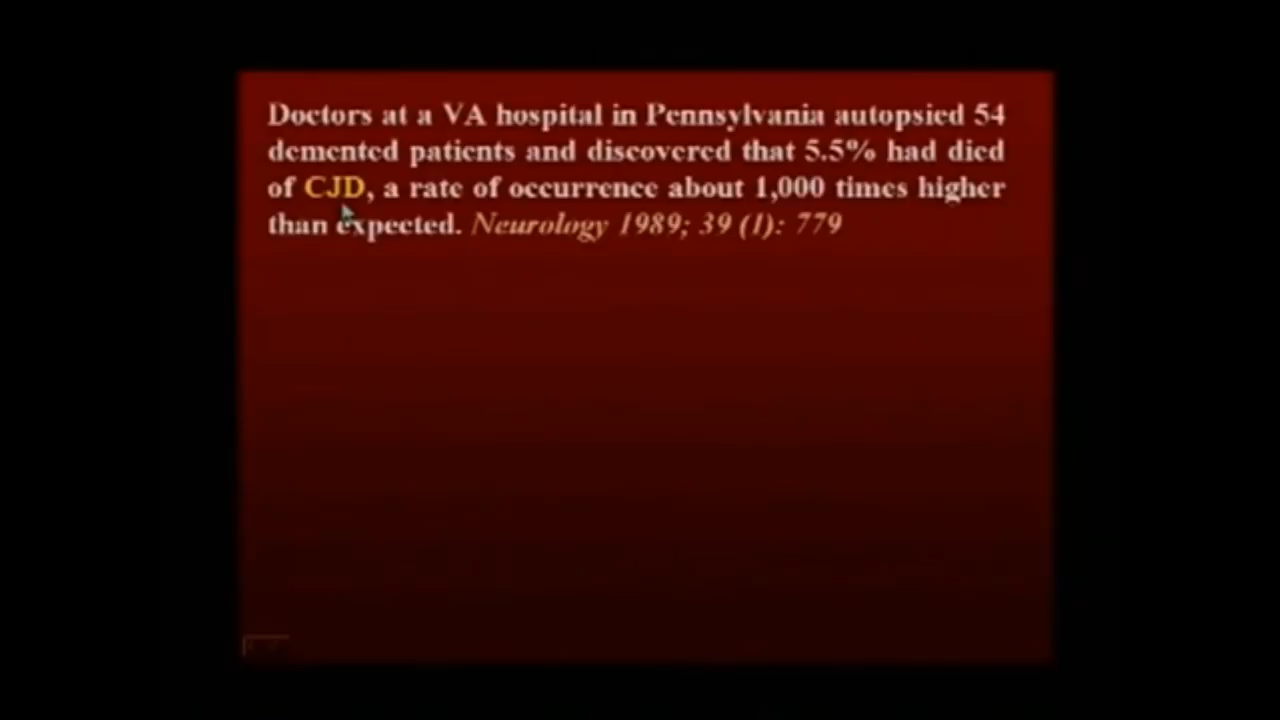 Doctors at a VA hospital in Pennsylvania autopsied 54
demented patients and discovered that 5.5% had died
of CJD, a rate of occurrence about 1,000 times higher
than expected. Neurology 1989; 39 (1): 779